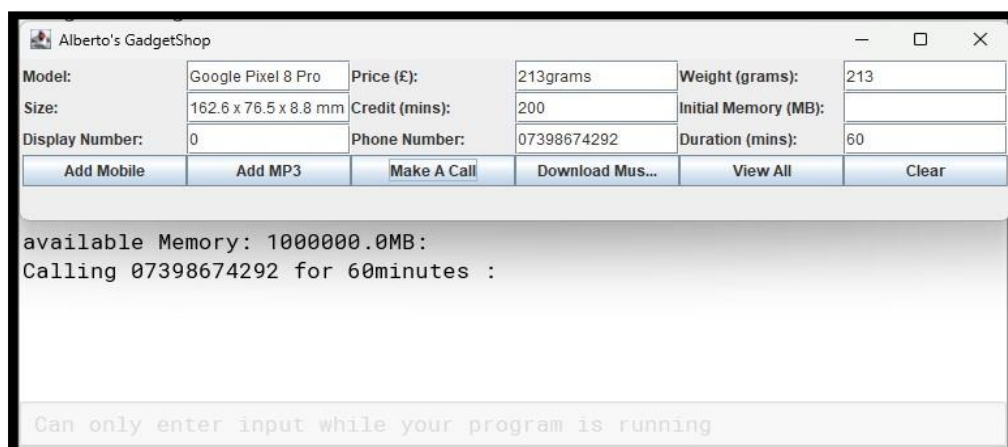 Alberto's GadgetShop
Model: Google Pixel 8 Pro Price (£): 213grams Weight (grams): 213
Size: 162.6 x 76.5 x 8.8 mm Credit (mins): 200 Initial Memory (MB):
Display Number: 0 Phone Number: 07398674292 Duration (mins): 60
Add Mobile Add MP3 Make A Call Download Mus... View All Clear
available Memory: 1000000.0MB:
Calling 07398674292 for 60minutes :
Can only enter input while your program is running